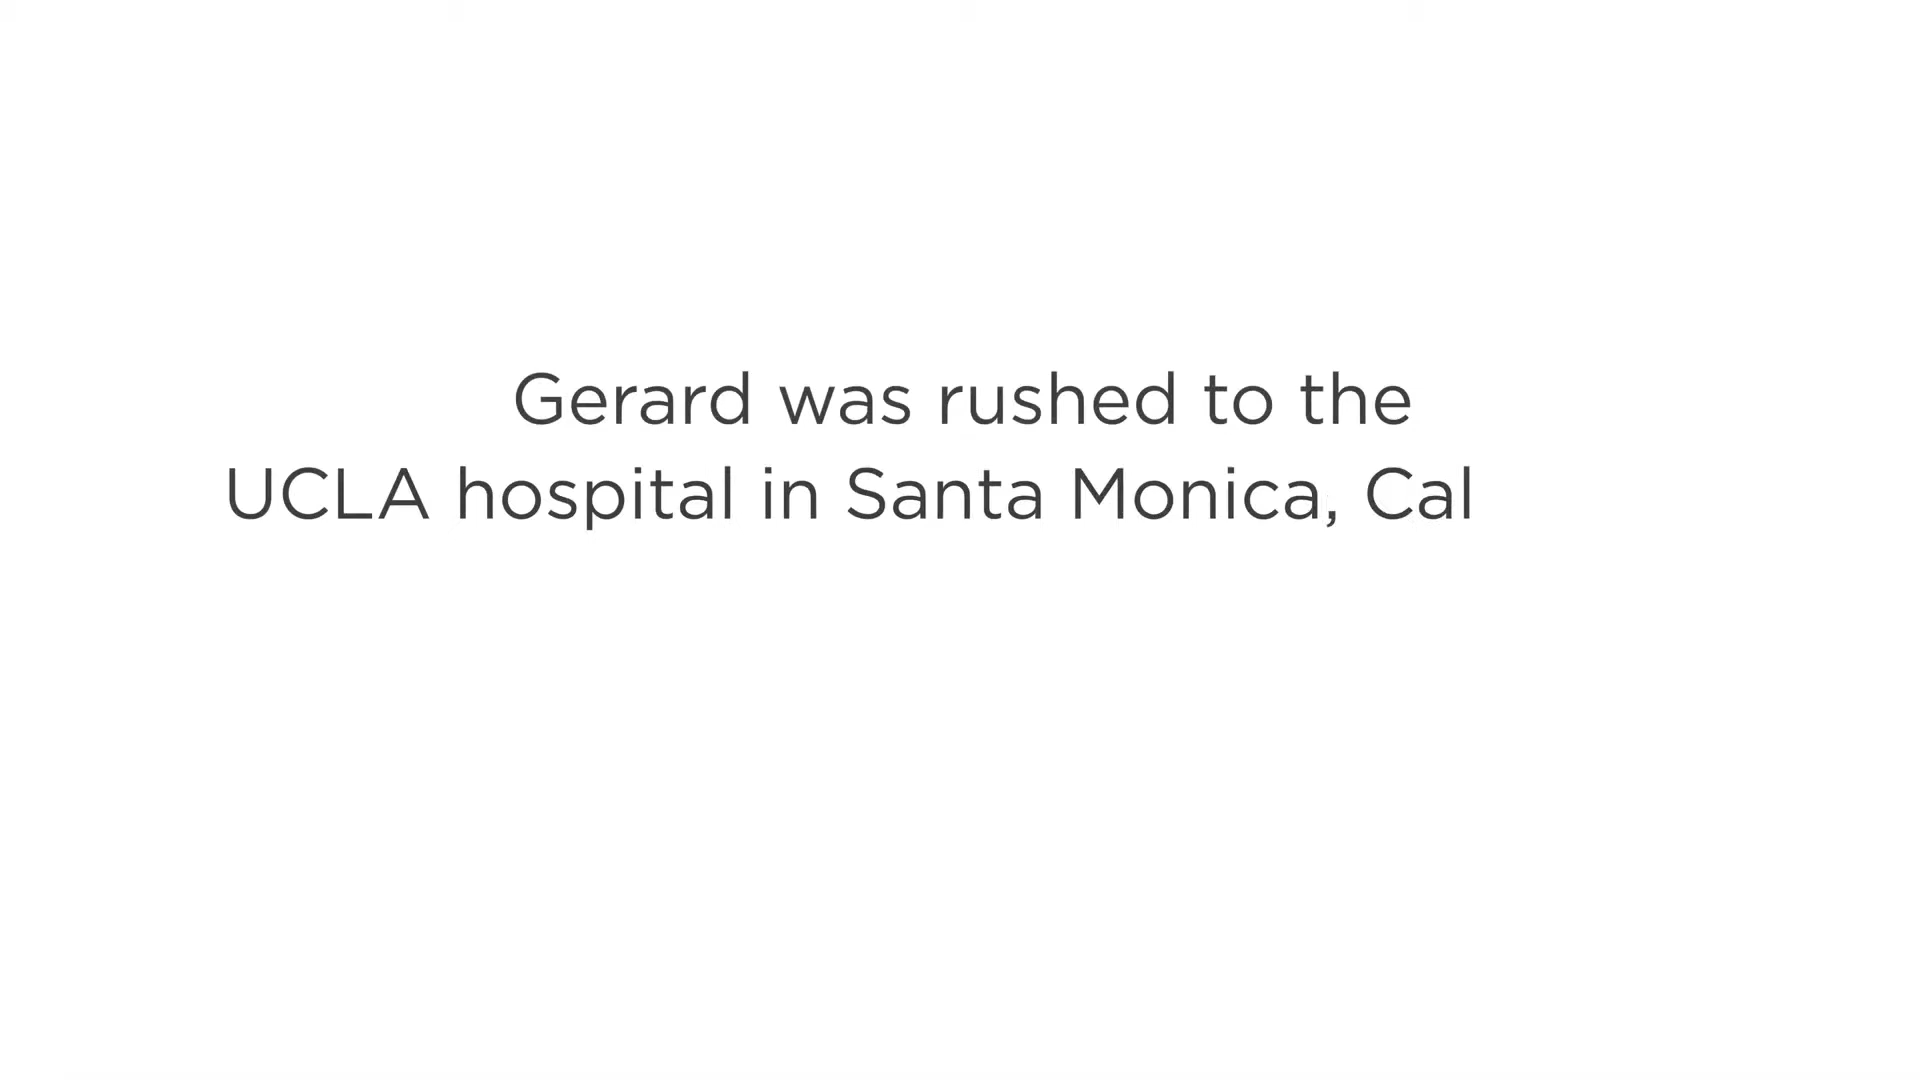 Gerard was rushed to the
UCLA hospital in Santa Monica, Cal